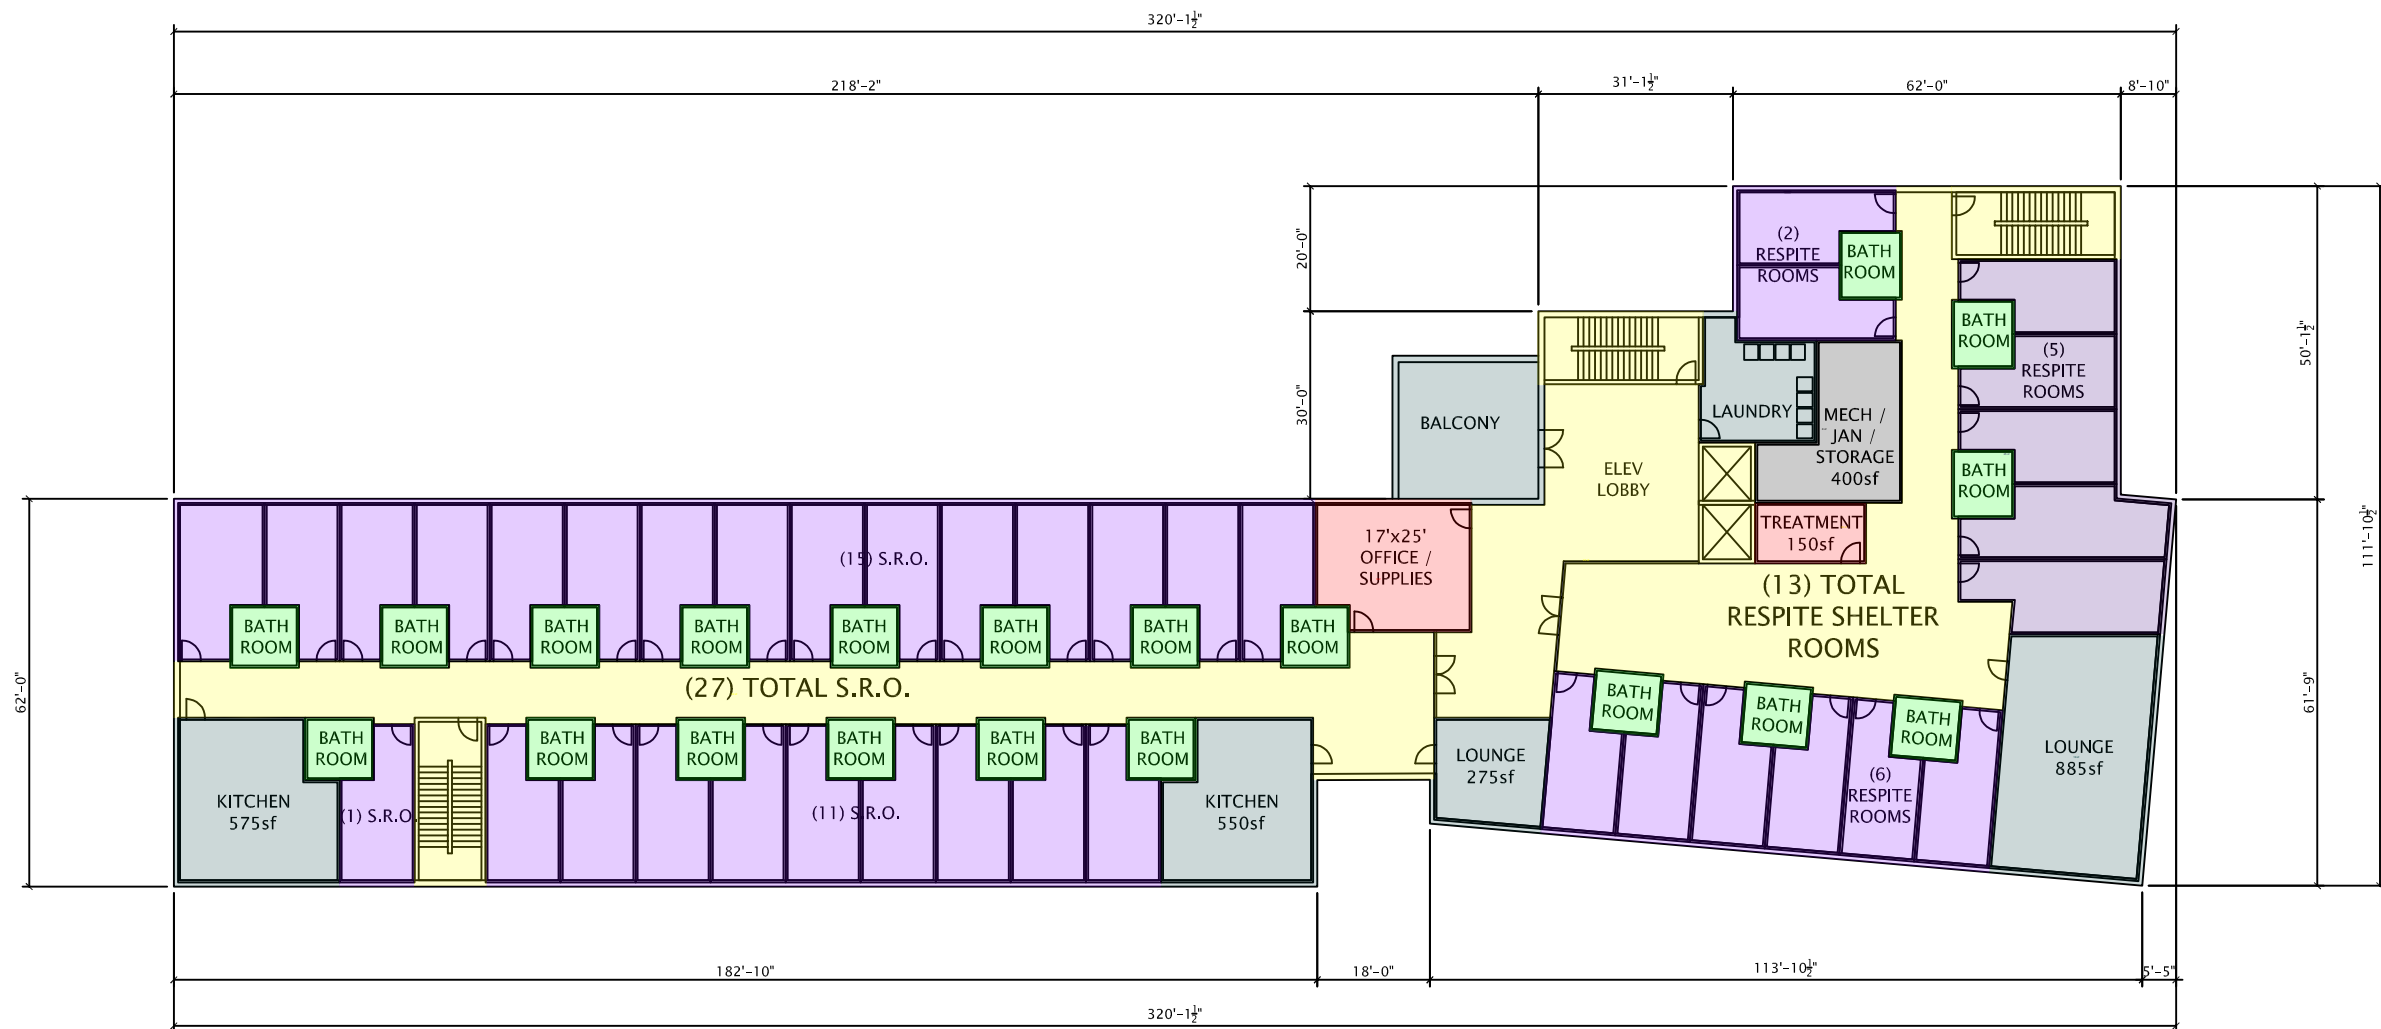 320'-1½"
218'-2"
31'-1½"
62'-0"
8'-10"
20'-0"
30'-0"
50'-1½"
111'-10½"
61'-9"
62'-0"
(2)
RESPITE
ROOMS
BATH
ROOM
BATH
ROOM
(5)
RESPITE
ROOMS
BATH
ROOM
BALCONY
LAUNDRY
MECH /
JAN /
STORAGE
400sf
ELEV
LOBBY
TREATMENT
150sf
17'x25'
OFFICE /
SUPPLIES
(15) S.R.O.
(13) TOTAL
RESPITE SHELTER
ROOMS
BATH
ROOM
BATH
ROOM
BATH
ROOM
BATH
ROOM
BATH
ROOM
BATH
ROOM
BATH
ROOM
BATH
ROOM
(27) TOTAL S.R.O.
BATH
ROOM
BATH
ROOM
BATH
ROOM
BATH
ROOM
BATH
ROOM
BATH
ROOM
BATH
ROOM
BATH
ROOM
BATH
ROOM
KITCHEN
575sf
(1) S.R.O.
(11) S.R.O.
KITCHEN
550sf
LOUNGE
275sf
(6)
RESPITE
ROOMS
LOUNGE
885sf
182'-10"
18'-0"
113'-10½"
5'-5"
320'-1½"